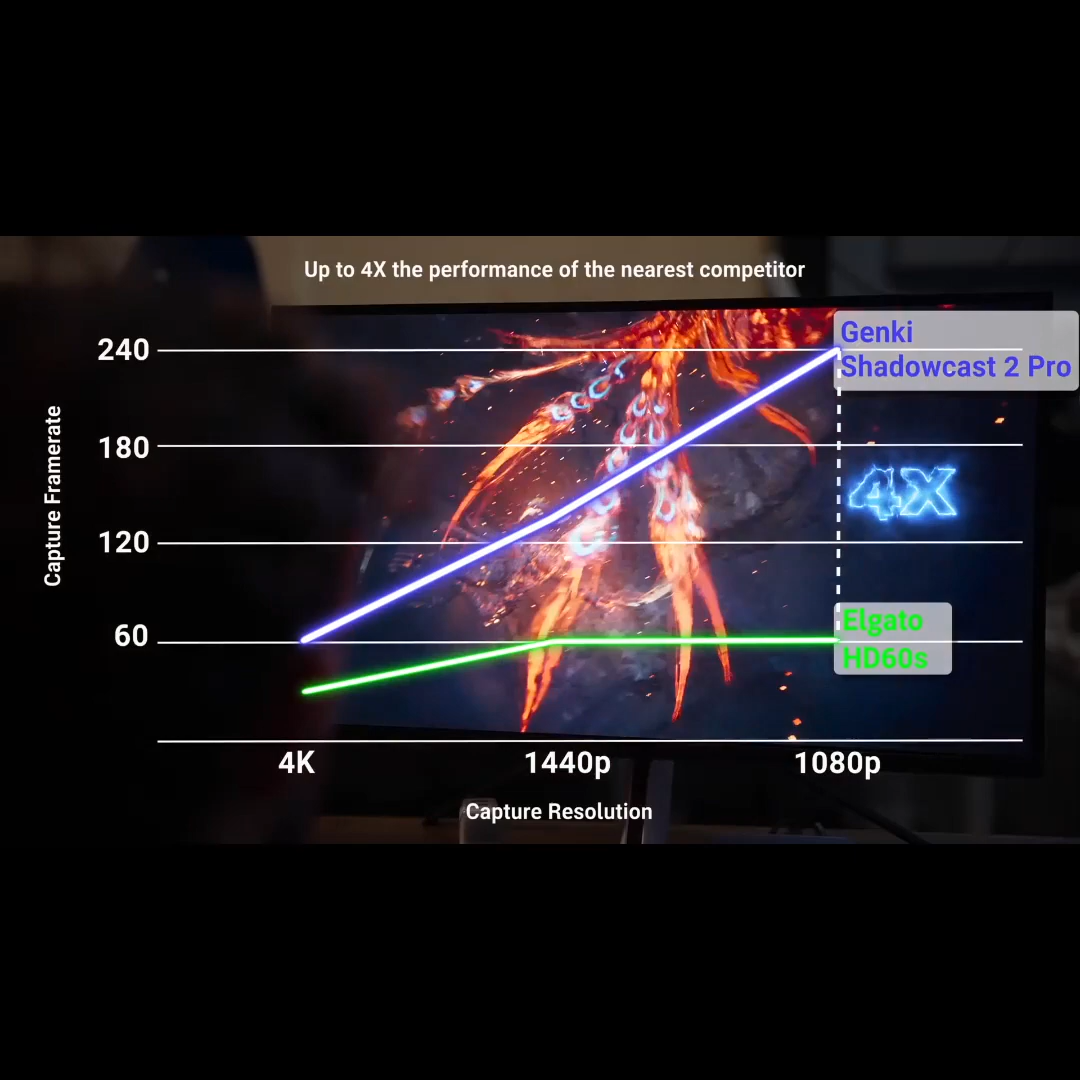 Up to 4X the performance of the nearest competitor
240
Genki
Shadowcast 2 Pro
180
4X
120
Capture Framerate
60
Elgato
HD60s
4K
1440p
1080p
Capture Resolution